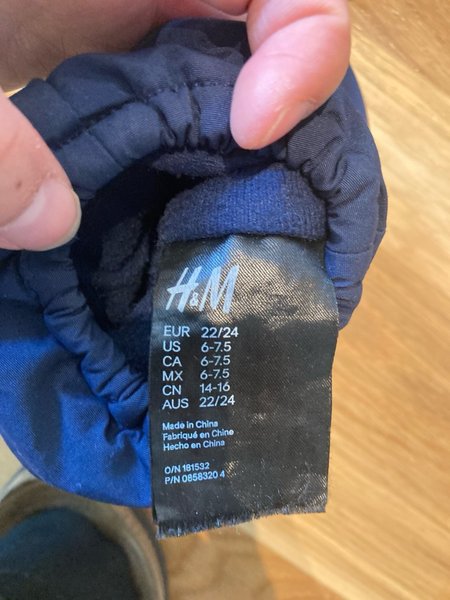 H&M
EUR 22/24
US 6-7.5
CA 6-7.5
MX 6-7.5
CN 14-16
AUS 22/24
Made in China
Fabriqué en Chine
Hecho en China
O/N 181532
P/N 0858320 4